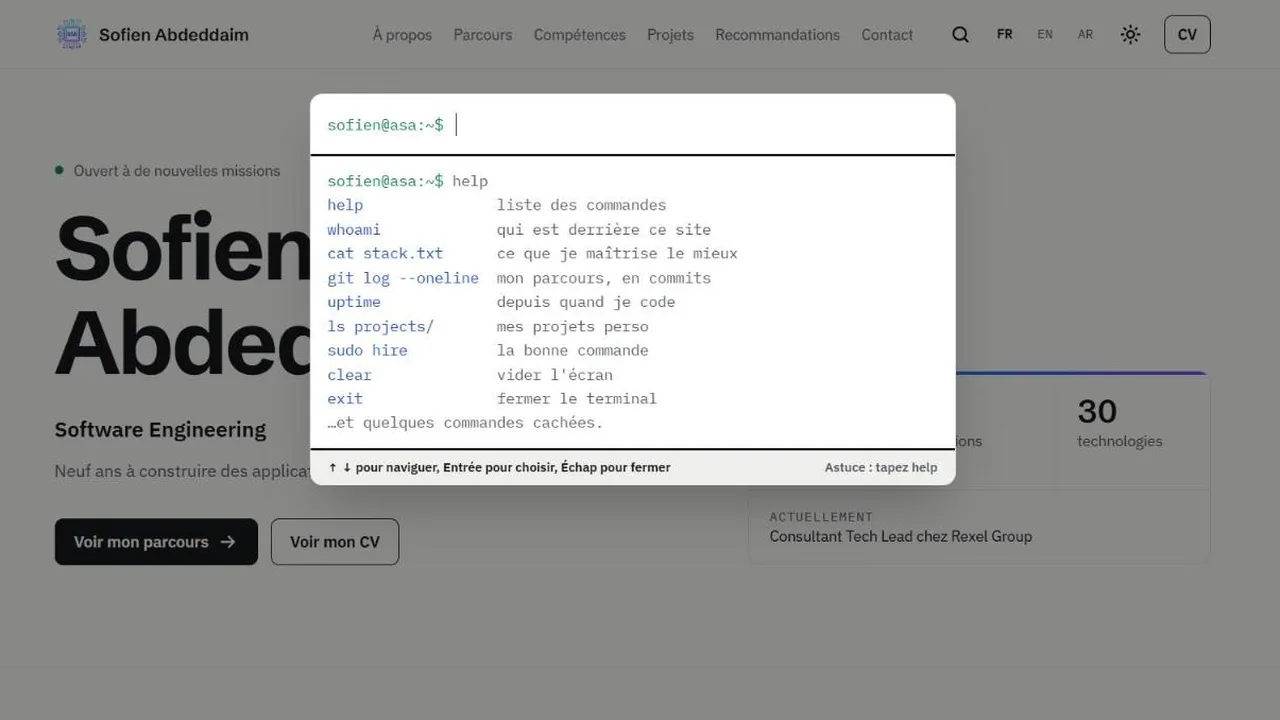 Sofien Abdeddaim
À propos Parcours Compétences Projets Recommandations Contact FR EN AR CV
sofien@asa:~$
sofien@asa:~$ help
help liste des commandes
whoami qui est derrière ce site
cat stack.txt ce que je maîtrise le mieux
git log --oneline mon parcours, en commits
uptime depuis quand je code
ls projects/ mes projets perso
sudo hire la bonne commande
clear vider l'écran
exit fermer le terminal
…et quelques commandes cachées.
↑ ↓ pour naviguer, Entrée pour choisir, Échap pour fermer Astuce : tapez help
Ouvert à de nouvelles missions
Sofien
Abded
Software Engineering
Neuf ans à construire des applicat
Voir mon parcours → Voir mon CV
30
technologies
ACTUELLEMENT
Consultant Tech Lead chez Rexel Group